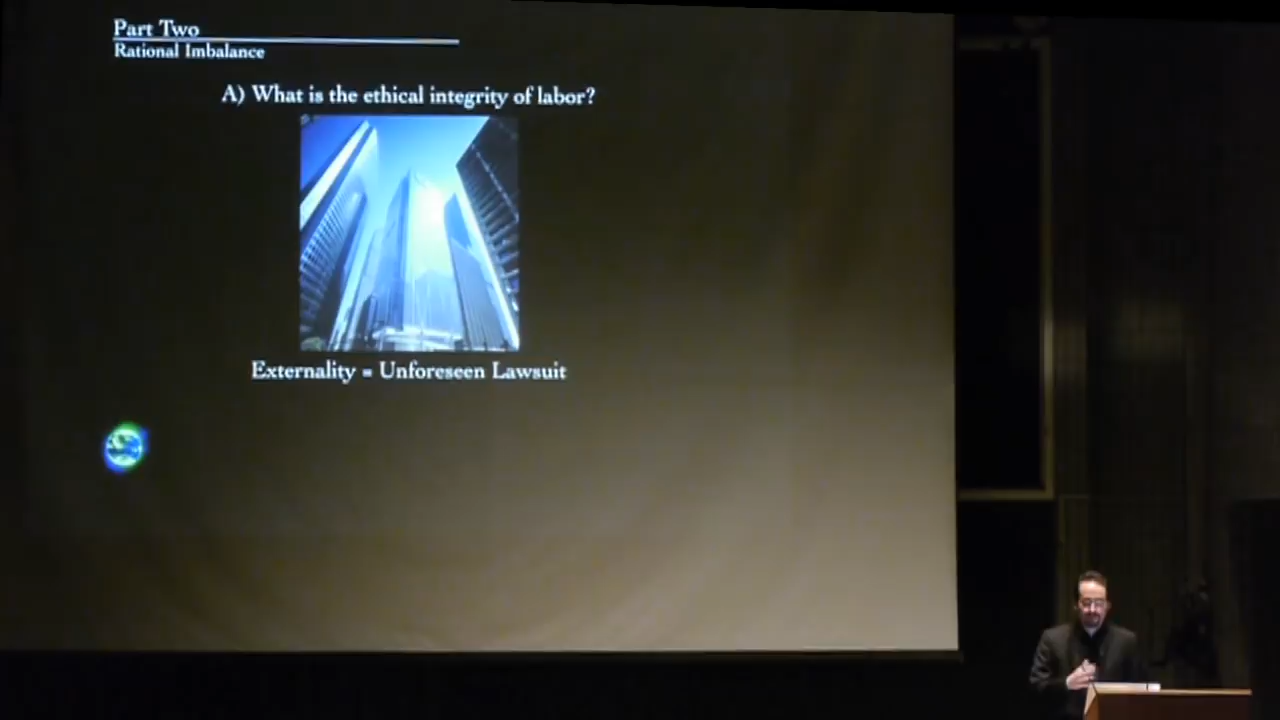 Part Two
Rational Imbalance
A) What is the ethical integrity of labor?
Externality = Unforeseen Lawsuit